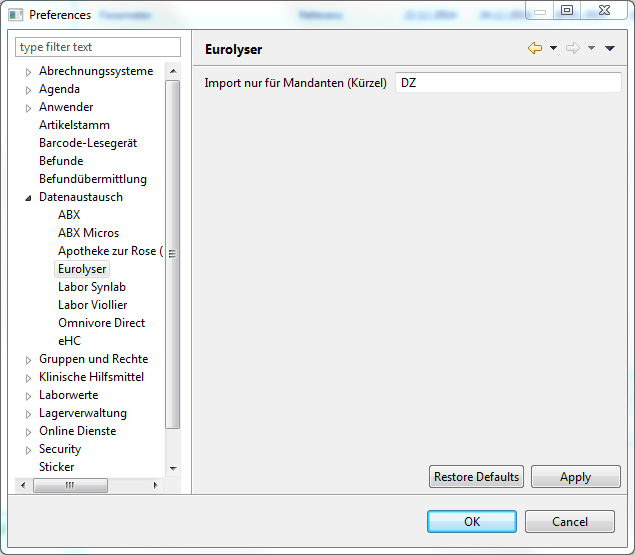 Preferences
type filter text
Abrechnungssysteme
Agenda
Anwender
Artikelstamm
Barcode-Lesegerät
Befunde
Befundübermittlung
Datenaustausch
ABX
ABX Micros
Apotheke zur Rose (
Eurolyser
Labor Synlab
Labor Viollier
Omnivore Direct
eHC
Gruppen und Rechte
Klinische Hilfsmittel
Laborwerte
Lagerverwaltung
Online Dienste
Security
Sticker
Eurolyser
Import nur für Mandanten (Kürzel) DZ
Restore Defaults Apply
OK Cancel